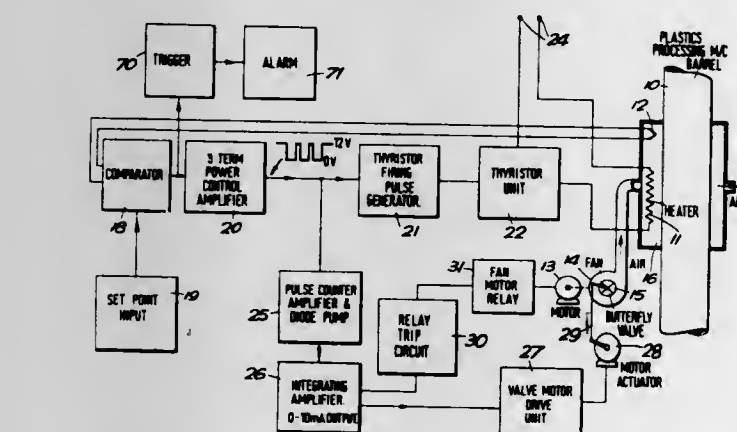 PLASTICS
PROCESSING M/C
BARREL
70
TRIGGER
ALARM
71
24
10
12
COMPARATOR
18
3 TERM
POWER
CONTROL
AMPLIFIER
20
12V
0V
THYRISTOR
FIRING
PULSE
GENERATOR.
21
THYRISTOR
UNIT
22
HEATER
11
16
SET POINT
INPUT
19
PULSE COUNTER
AMPLIFIER &
DIODE PUMP
25
31
FAN
MOTOR
RELAY
13
MOTOR
FAN
14
AIR
15
BUTTERFLY
VALVE
RELAY
TRIP
CIRCUIT
30
29
28
MOTOR
ACTUATOR
26
INTEGRATING
AMPLIFIER.
0-10mA OUTPUT
27
VALVE MOTOR
DRIVE
UNIT